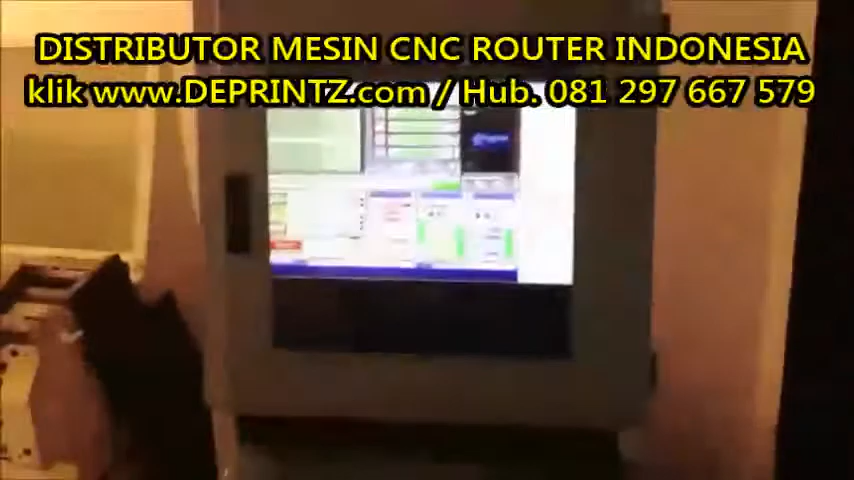 DISTRIBUTOR MESIN CNC ROUTER INDONESIA
klik www.DEPRINTZ.com / Hub. 081 297 667 579